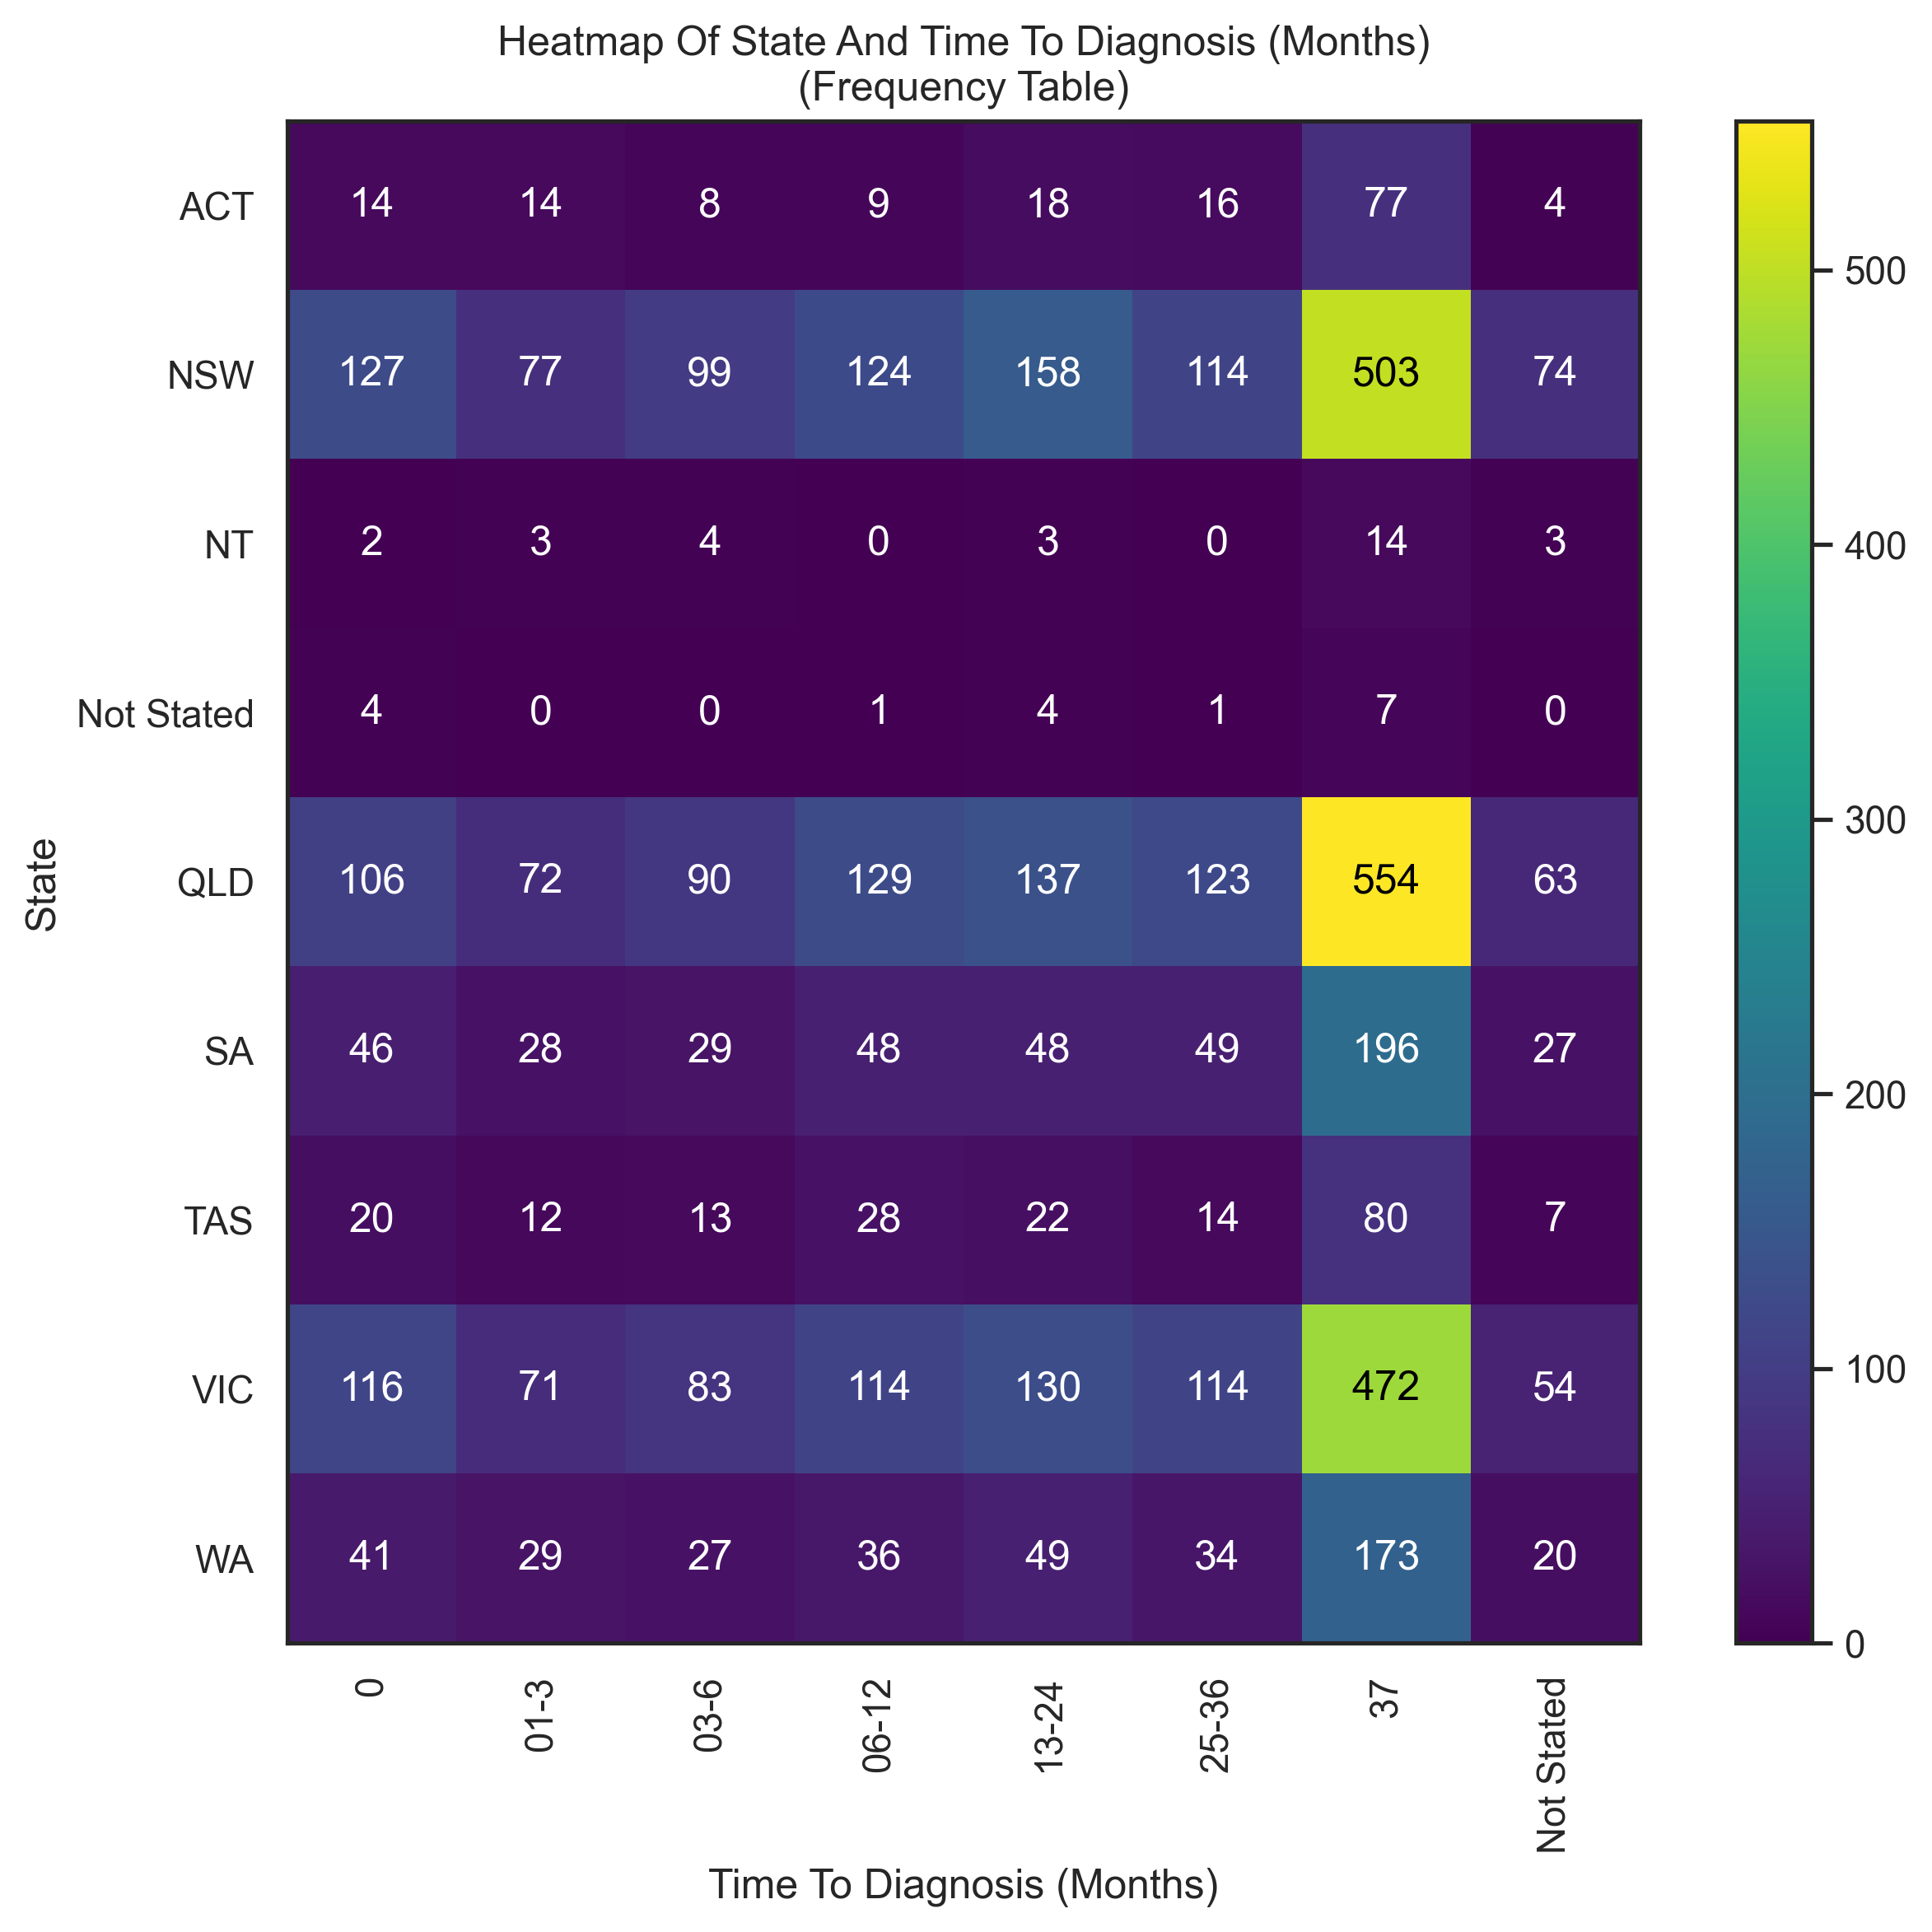 Heatmap Of State And Time To Diagnosis (Months)
(Frequency Table)
ACT 14 14 8 9 18 16 77 4
NSW 127 77 99 124 158 114 503 74
NT 2 3 4 0 3 0 14 3
Not Stated 4 0 0 1 4 1 7 0
QLD 106 72 90 129 137 123 554 63
SA 46 28 29 48 48 49 196 27
TAS 20 12 13 28 22 14 80 7
VIC 116 71 83 114 130 114 472 54
WA 41 29 27 36 49 34 173 20
State
0 01-3 03-6 06-12 13-24 25-36 37 Not Stated
Time To Diagnosis (Months)
500
400
300
200
100
0